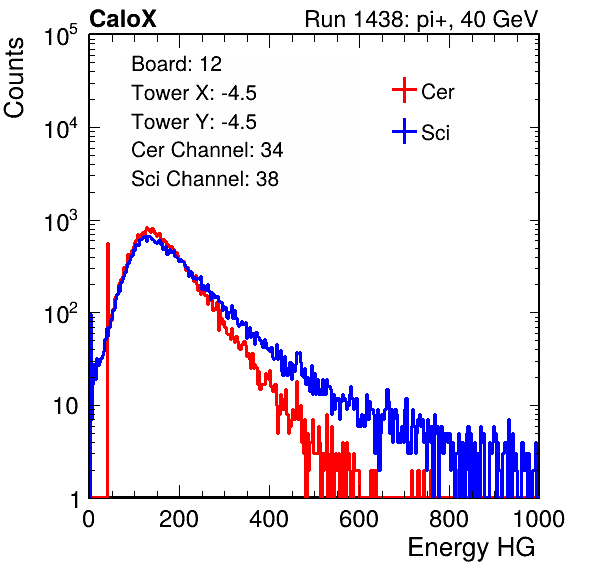 CaloX Run 1438: pi+, 40 GeV
Counts
Board: 12
Tower X: -4.5
Tower Y: -4.5
Cer Channel: 34
Sci Channel: 38
Cer
Sci
10^5
10^4
10^3
10^2
10
1
0 200 400 600 800 1000
Energy HG